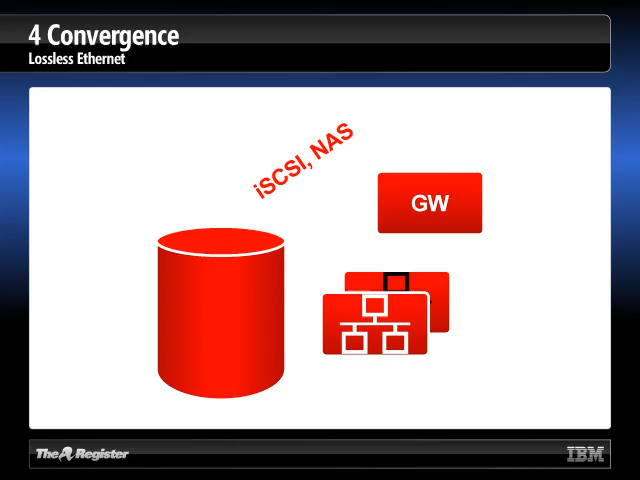 4 Convergence
Lossless Ethernet
iSCSI, NAS
GW
The Register
IBM